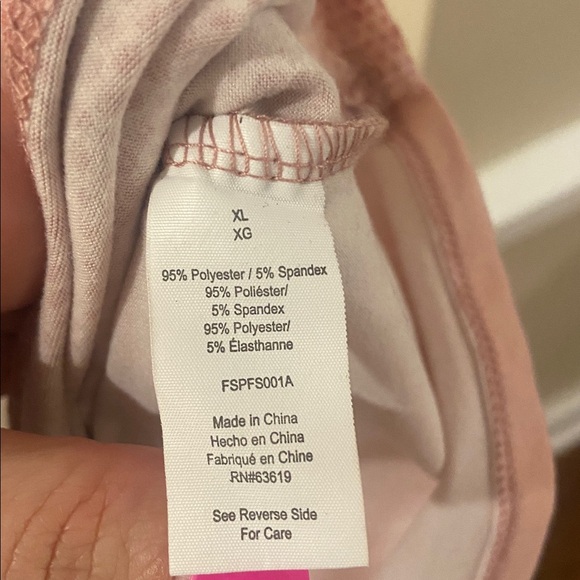 XL
XG
95% Polyester / 5% Spandex
95% Poliéster/
5% Spandex
95% Polyester/
5% Élasthanne
FSPFS001A
Made in China
Hecho en China
Fabriqué en Chine
RN#63619
See Reverse Side
For Care